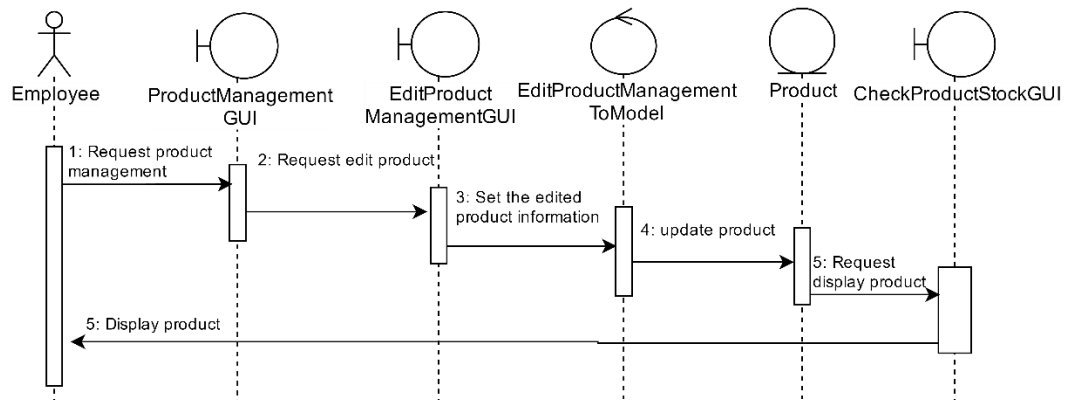 Employee
ProductManagement
GUI
EditProduct
ManagementGUI
EditProductManagement
ToModel
Product
CheckProductStockGUI
1: Request product
management
2: Request edit product
3: Set the edited
product information
4: update product
5: Request
display product
5: Display product